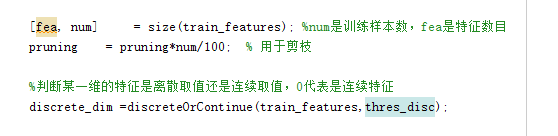 [fea, num] = size(train_features); %num是训练样本数，fea是特征数目
pruning = pruning*num/100; % 用于剪枝
%判断某一维的特征是离散取值还是连续取值，0代表是连续特征
discrete_dim =discreteOrContinue(train_features,thres_disc);